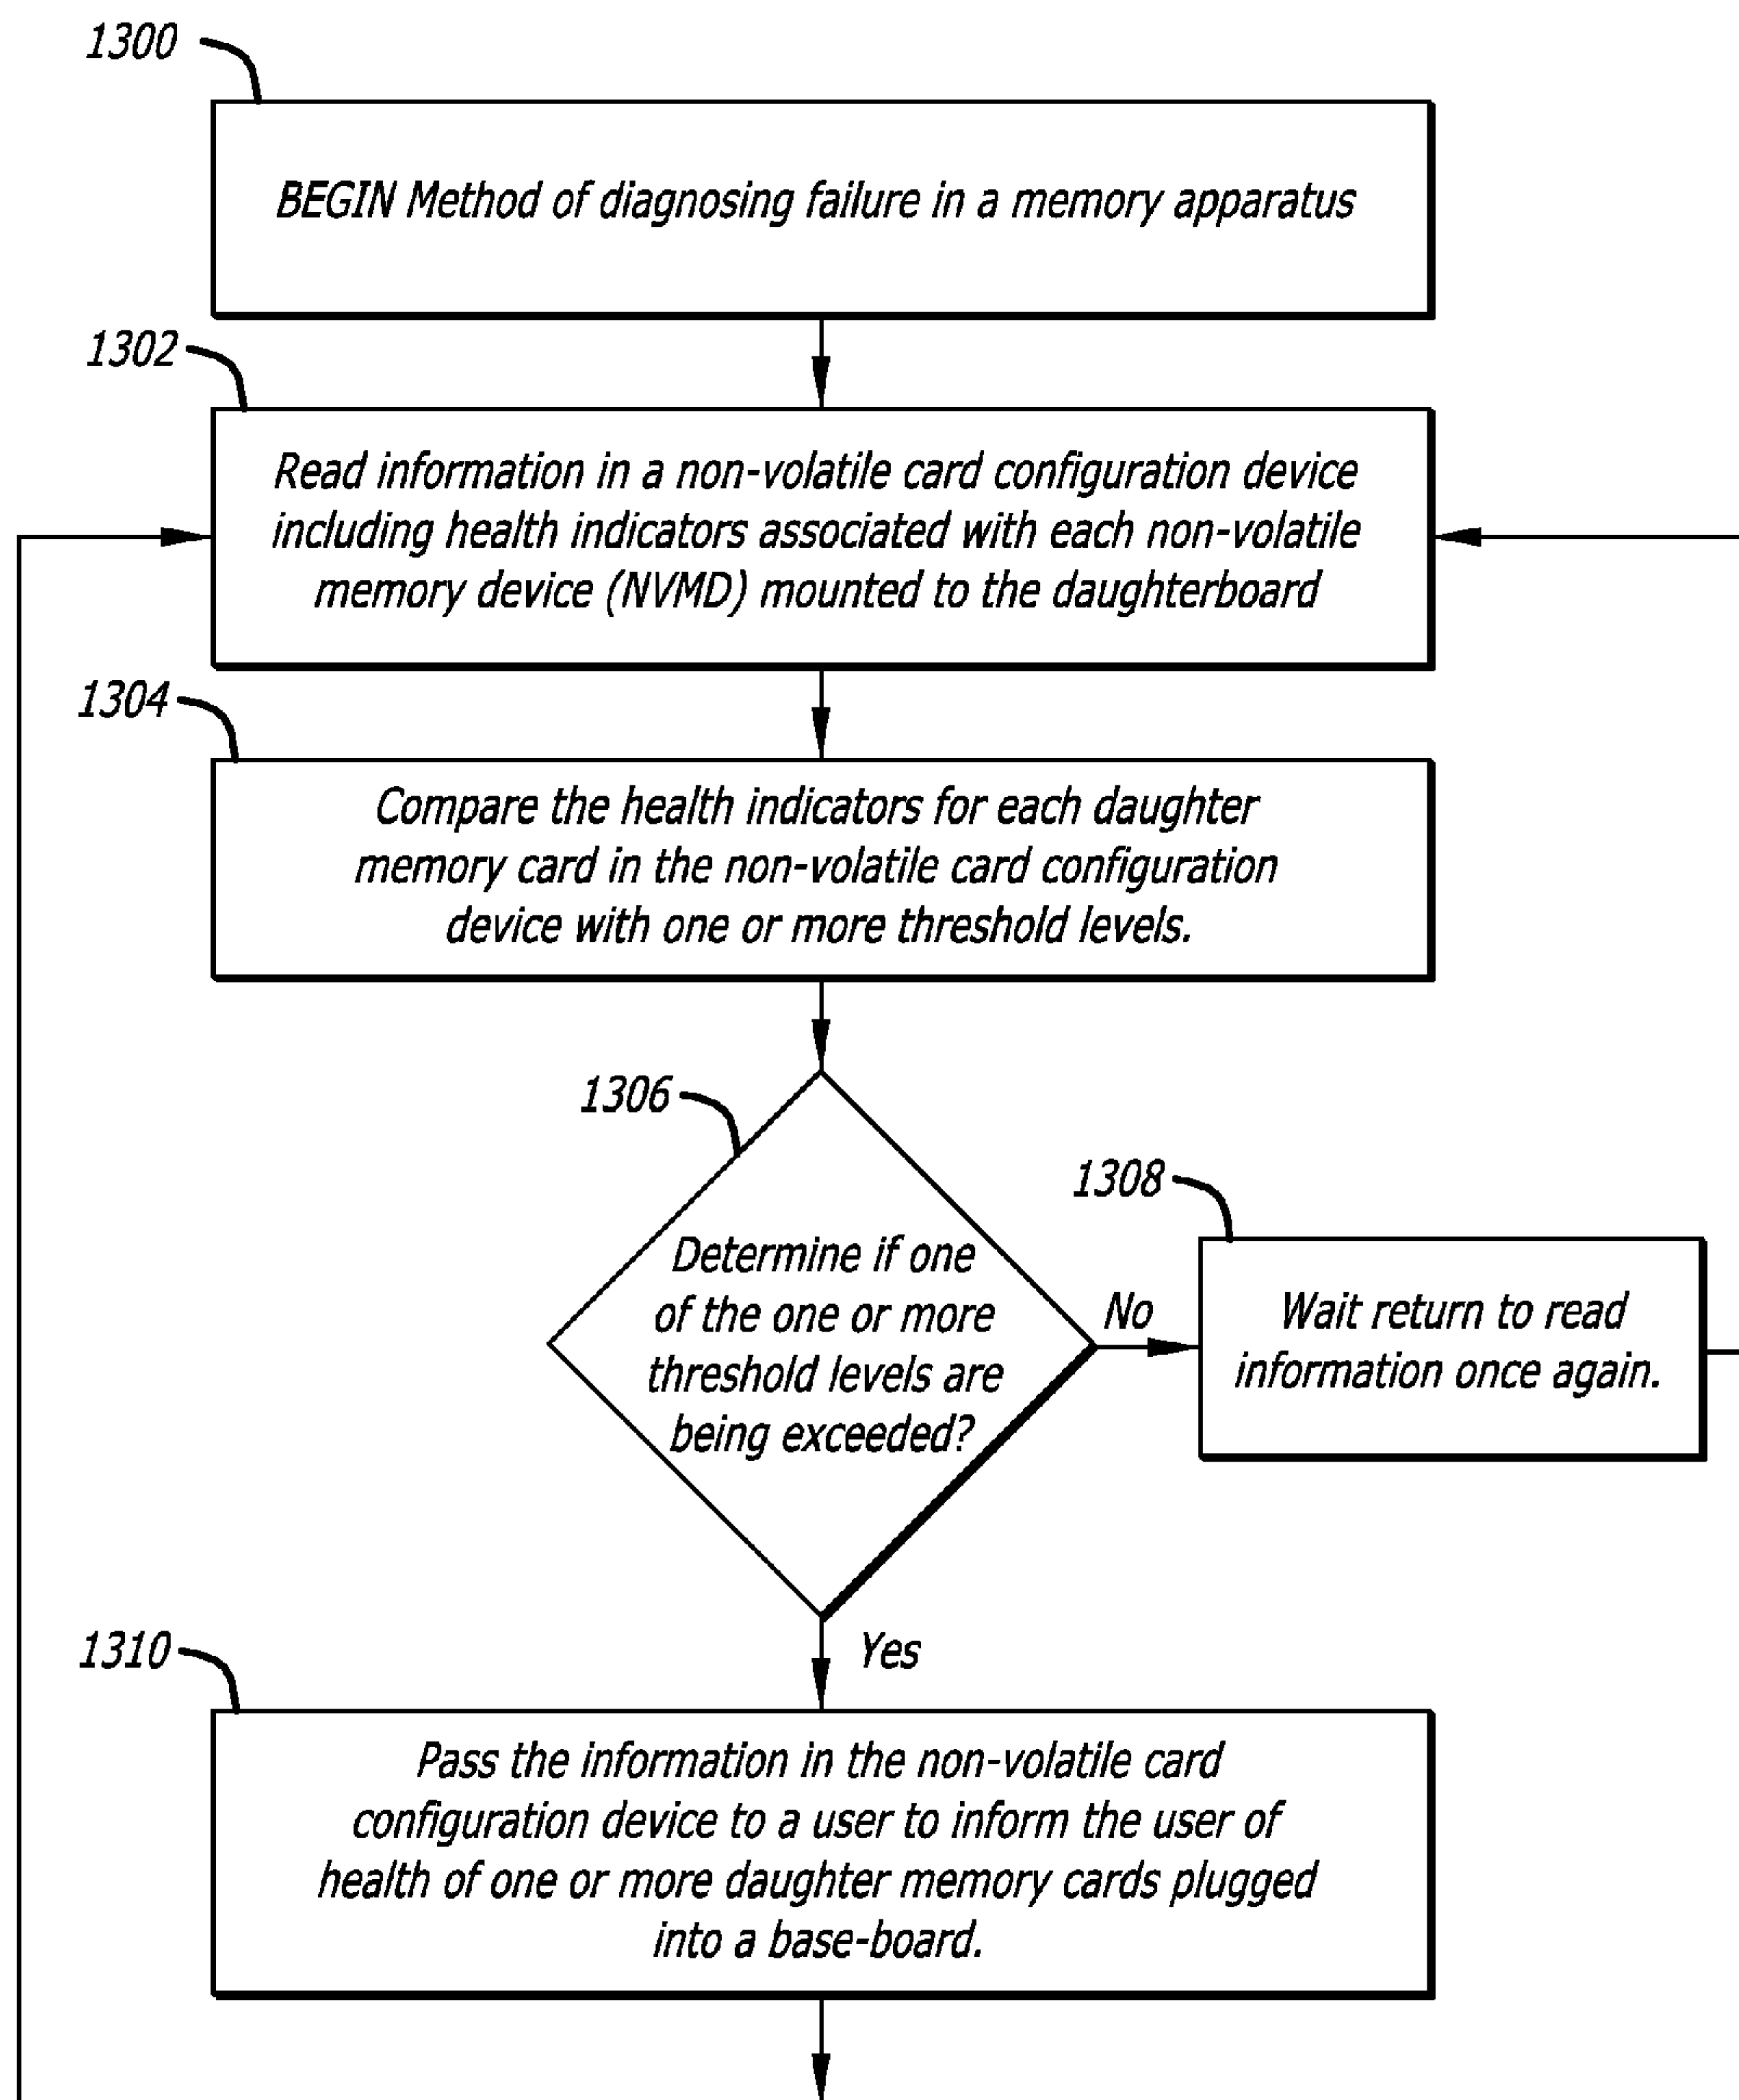 1300
BEGIN Method of diagnosing failure in a memory apparatus
1302
Read information in a non-volatile card configuration device
including health indicators associated with each non-volatile
memory device (NVMD) mounted to the daughterboard
1304
Compare the health indicators for each daughter
memory card in the non-volatile card configuration
device with one or more threshold levels.
1306
Determine if one
of the one or more
threshold levels are
being exceeded?
No
1308
Wait return to read
information once again.
Yes
1310
Pass the information in the non-volatile card
configuration device to a user to inform the user of
health of one or more daughter memory cards plugged
into a base-board.